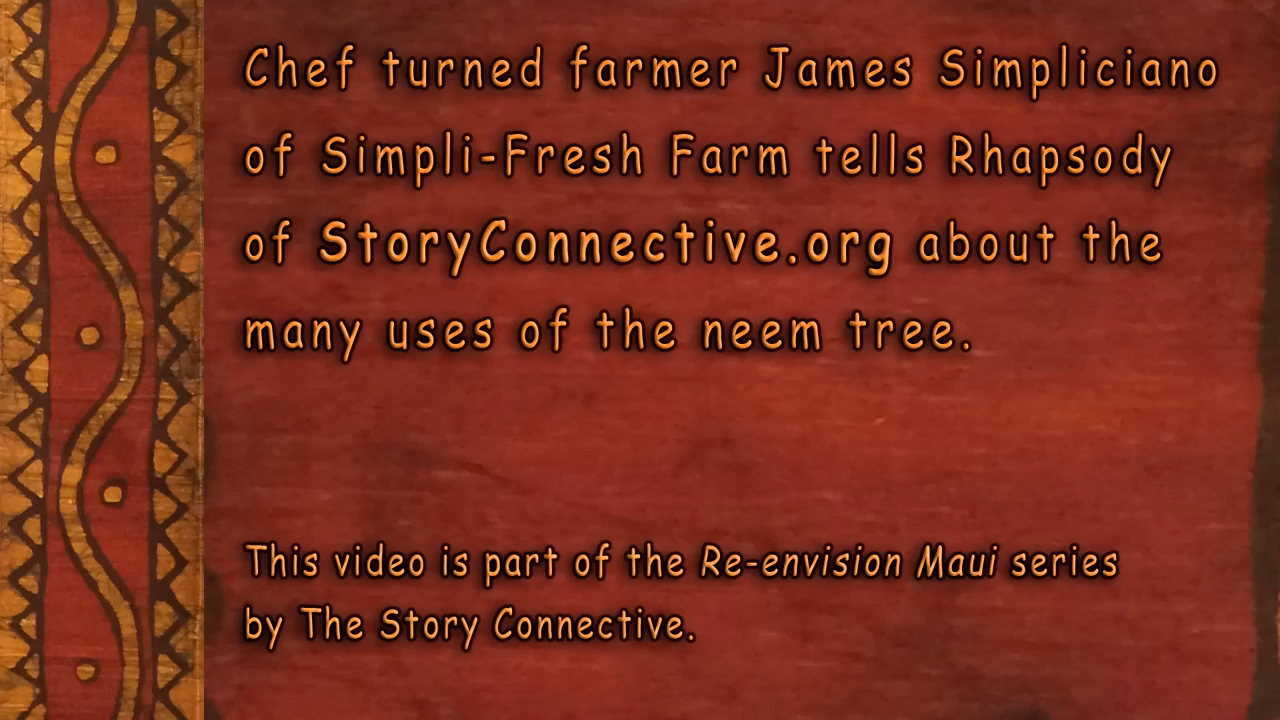 Chef turned farmer James Simpliciano
of Simpli-Fresh Farm tells Rhapsody
of StoryConnective.org about the
many uses of the neem tree.
This video is part of the Re-envision Maui series
by The Story Connective.